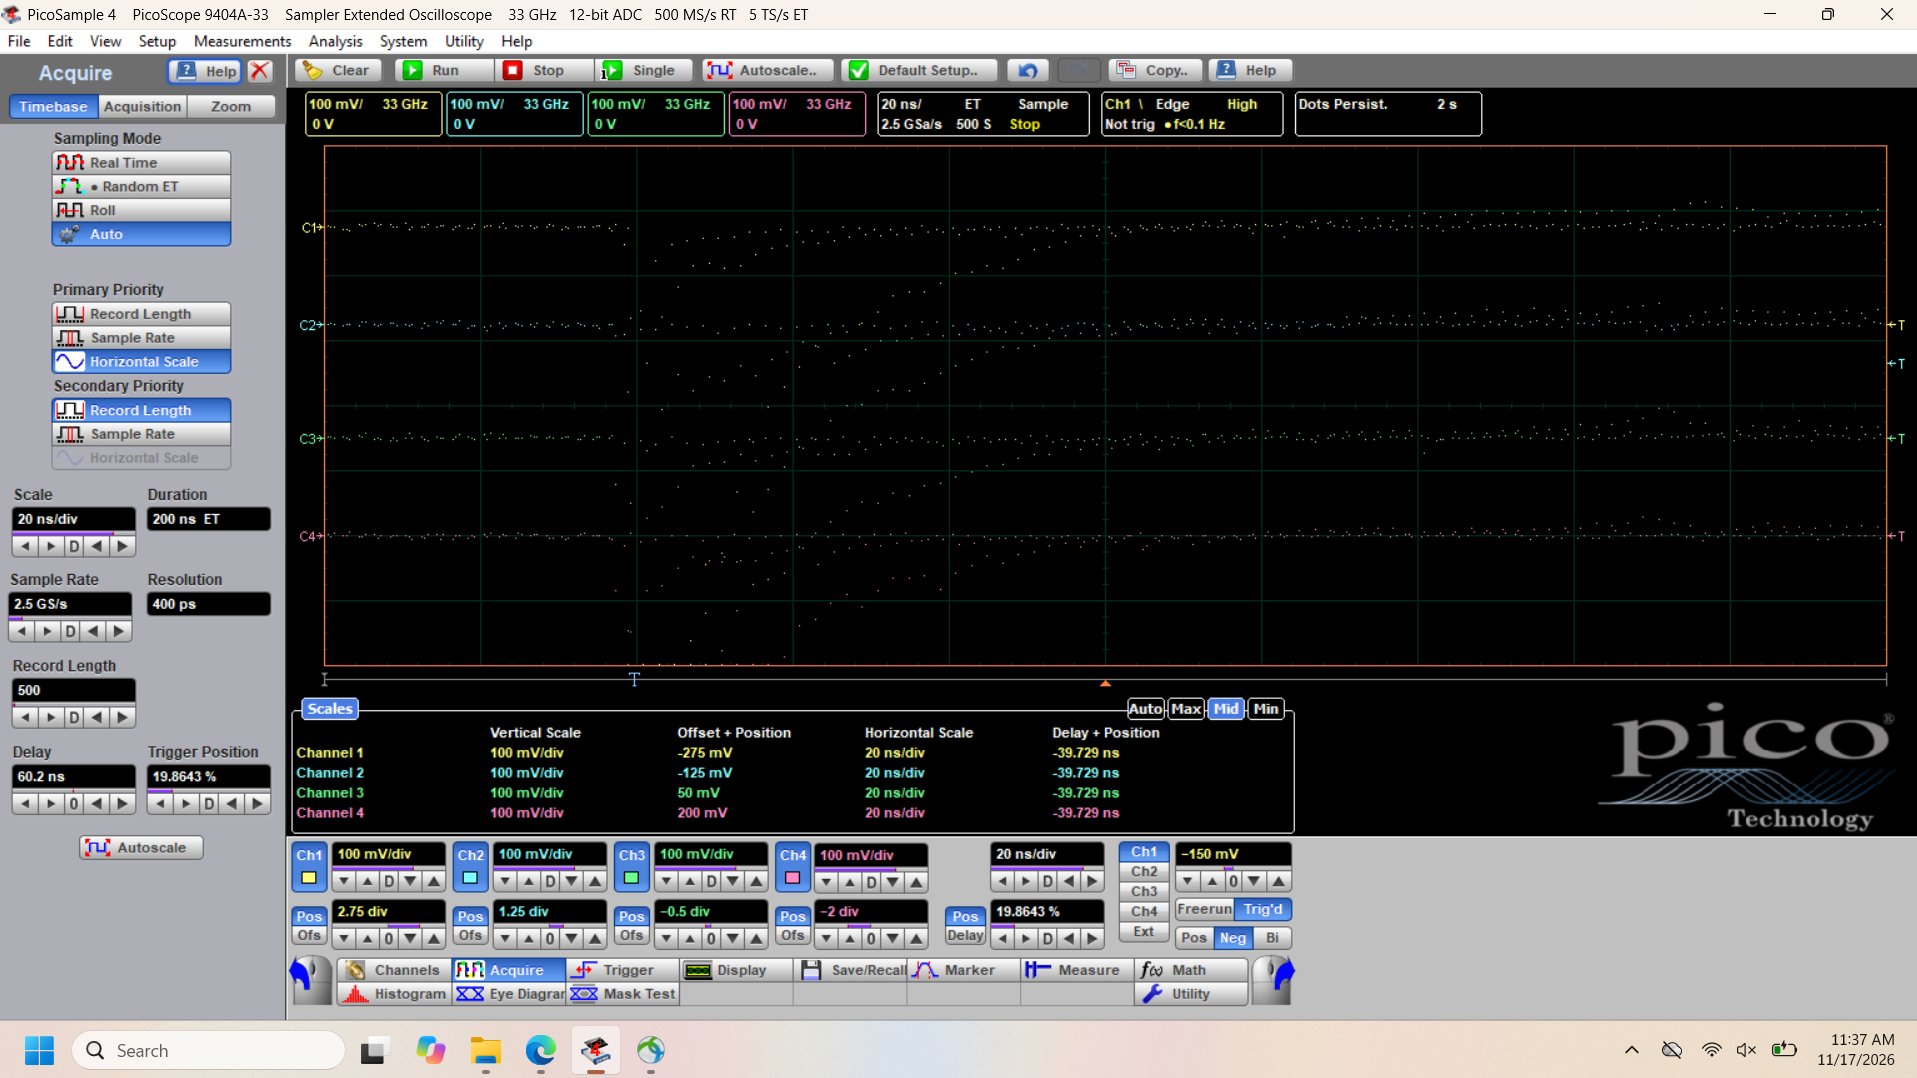 PicoSample 4 PicoScope 9404A-33 Sampler Extended Oscilloscope 33 GHz 12-bit ADC 500 MS/s RT 5 TS/s ET
File Edit View Setup Measurements Analysis System Utility Help
Acquire Help Clear Run Stop Single Autoscale.. Default Setup.. Copy.. Help
Timebase Acquisition Zoom
100 mV/ 33 GHz 100 mV/ 33 GHz 100 mV/ 33 GHz 100 mV/ 33 GHz 20 ns/ ET Sample Ch1 \ Edge High Dots Persist. 2 s
0 V 0 V 0 V 0 V 2.5 GSa/s 500 S Stop Not trig ●f<0.1 Hz
Sampling Mode
Real Time
● Random ET
Roll
Auto
Primary Priority
Record Length
Sample Rate
Horizontal Scale
Secondary Priority
Record Length
Sample Rate
Horizontal Scale
Scale Duration
20 ns/div 200 ns ET
D
Sample Rate Resolution
2.5 GS/s 400 ps
D
Record Length
500
D
Delay Trigger Position
60.2 ns 19.8643 %
0 D
Autoscale
C1
C2 T
T
C3 T
C4 T
T
Scales Auto Max Mid Min
Vertical Scale Offset + Position Horizontal Scale Delay + Position
Channel 1 100 mV/div -275 mV 20 ns/div -39.729 ns
Channel 2 100 mV/div -125 mV 20 ns/div -39.729 ns
Channel 3 100 mV/div 50 mV 20 ns/div -39.729 ns
Channel 4 100 mV/div 200 mV 20 ns/div -39.729 ns
pico®
Technology
Ch1 100 mV/div Ch2 100 mV/div Ch3 100 mV/div Ch4 100 mV/div 20 ns/div Ch1 −150 mV
D D D D D Ch2 0
Ch3
Pos 2.75 div Pos 1.25 div Pos −0.5 div Pos −2 div Pos 19.8643 % Ch4 Freerun Trig'd
Ofs 0 Ofs 0 Ofs 0 Ofs 0 Delay D Ext Pos Neg Bi
Channels Acquire Trigger Display Save/Recall Marker Measure f(x) Math
Histogram Eye Diagram Mask Test Utility
Search
4
11:37 AM
11/17/2026